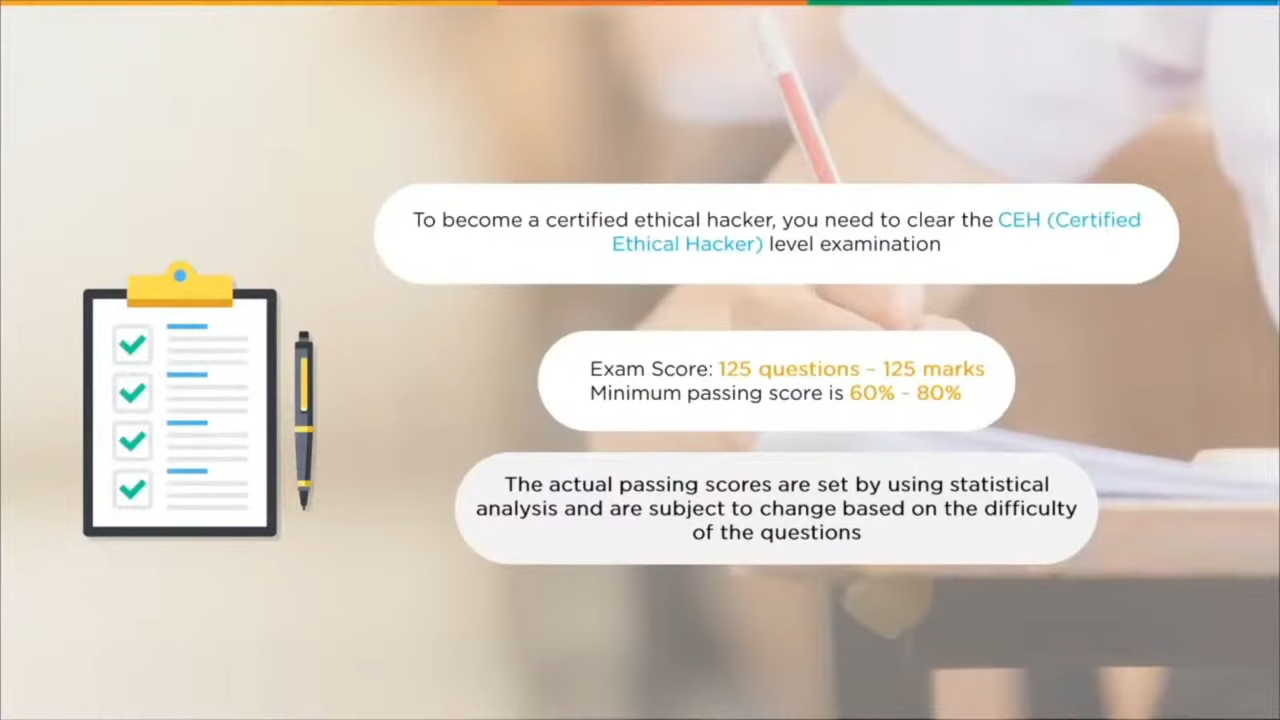 To become a certified ethical hacker, you need to clear the CEH (Certified
Ethical Hacker) level examination
Exam Score: 125 questions – 125 marks
Minimum passing score is 60% - 80%
The actual passing scores are set by using statistical
analysis and are subject to change based on the difficulty
of the questions